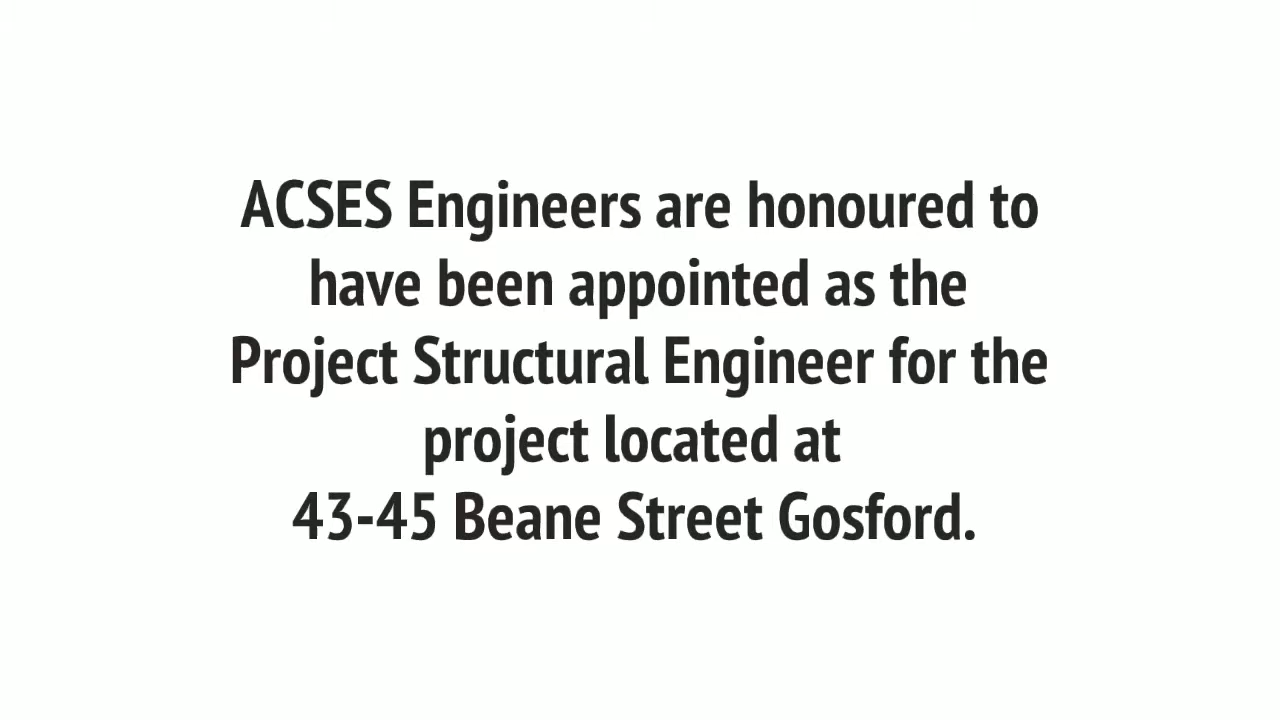 ACSES Engineers are honoured to
have been appointed as the
Project Structural Engineer for the
project located at
43-45 Beane Street Gosford.